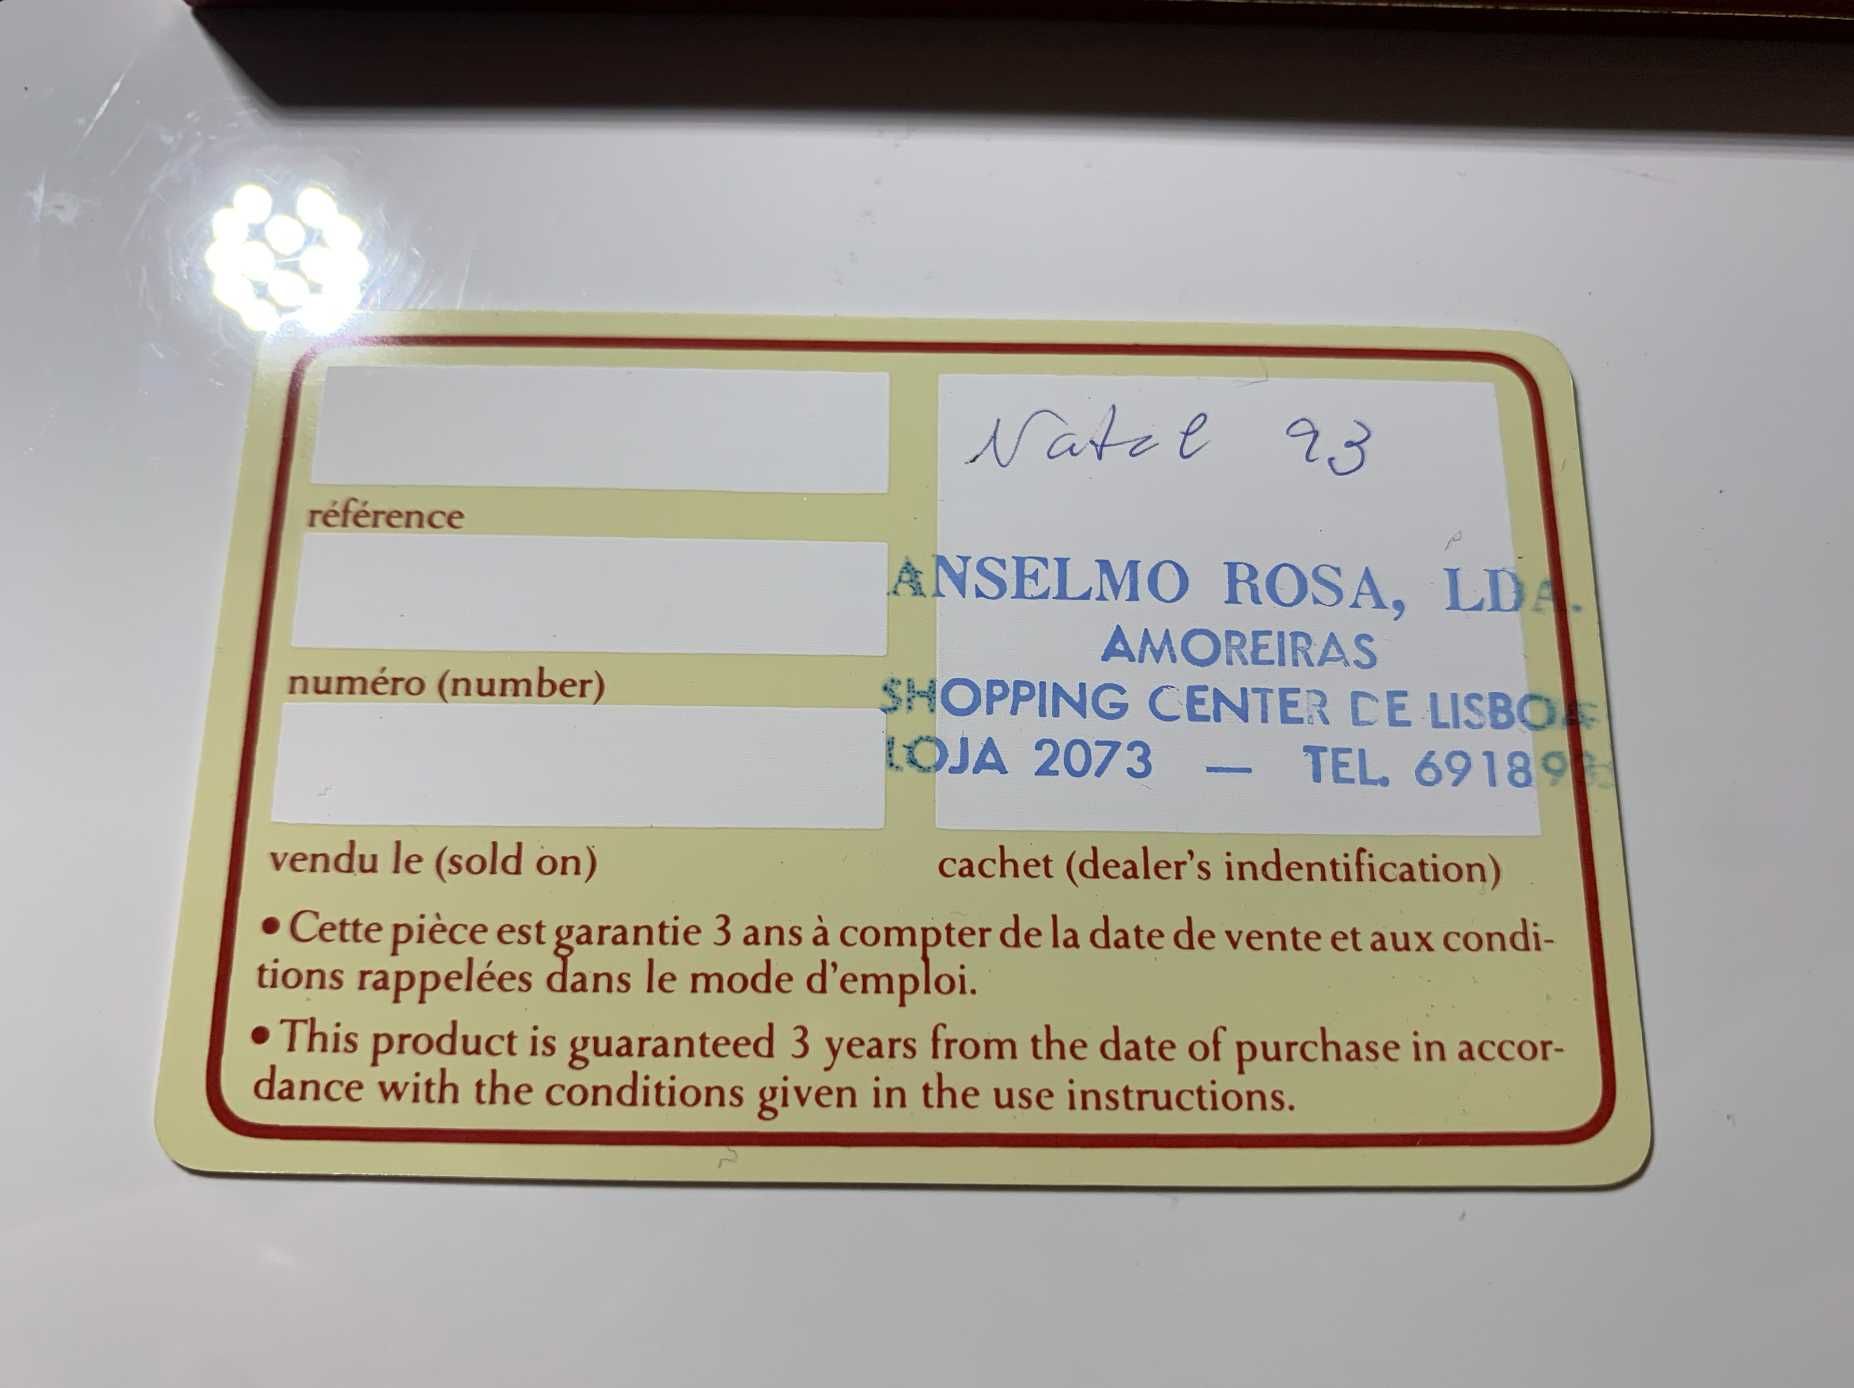 Natal 93
référence
ANSELMO ROSA, LDA.
AMOREIRAS
numéro (number)
SHOPPING CENTER DE LISBOA
LOJA 2073 — TEL.
vendu le (sold on)
cachet (dealer's indentification)
• Cette pièce est garantie 3 ans à compter de la date de vente et aux condi-
tions rappelées dans le mode d'emploi.
• This product is guaranteed 3 years from the date of purchase in accor-
dance with the conditions given in the use instructions.